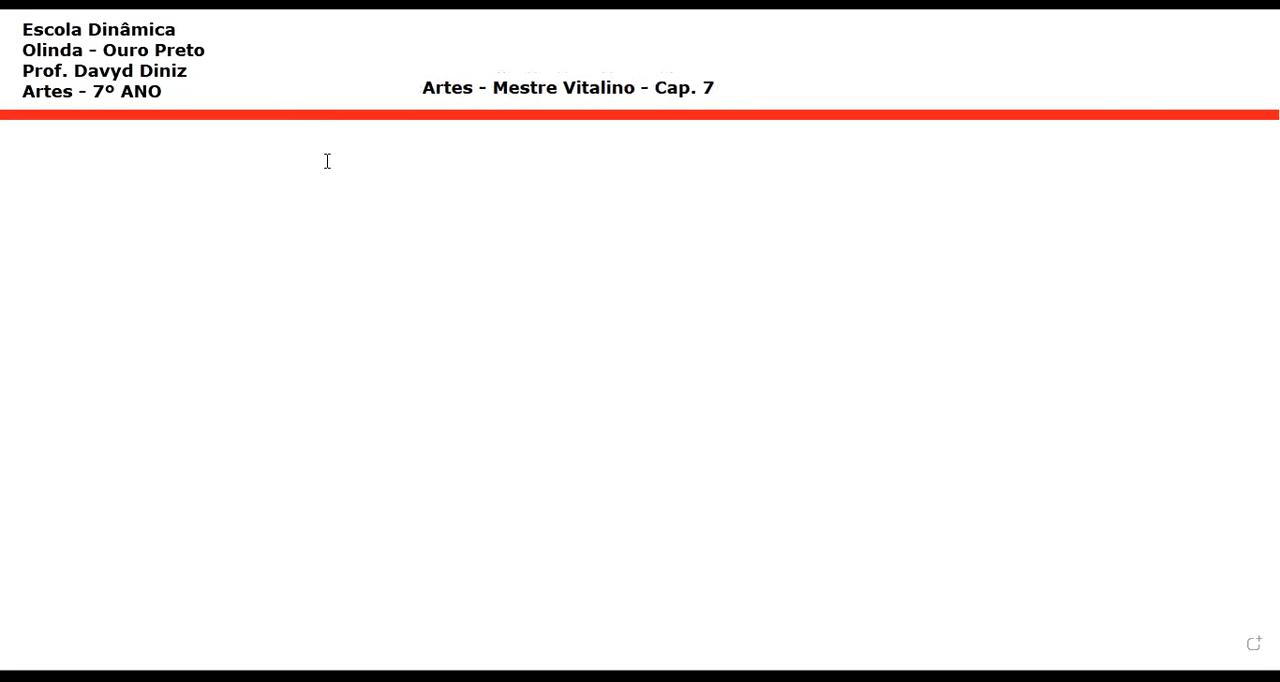 Escola Dinâmica
Olinda - Ouro Preto
Prof. Davyd Diniz
Artes - 7º ANO
Artes - Mestre Vitalino - Cap. 7